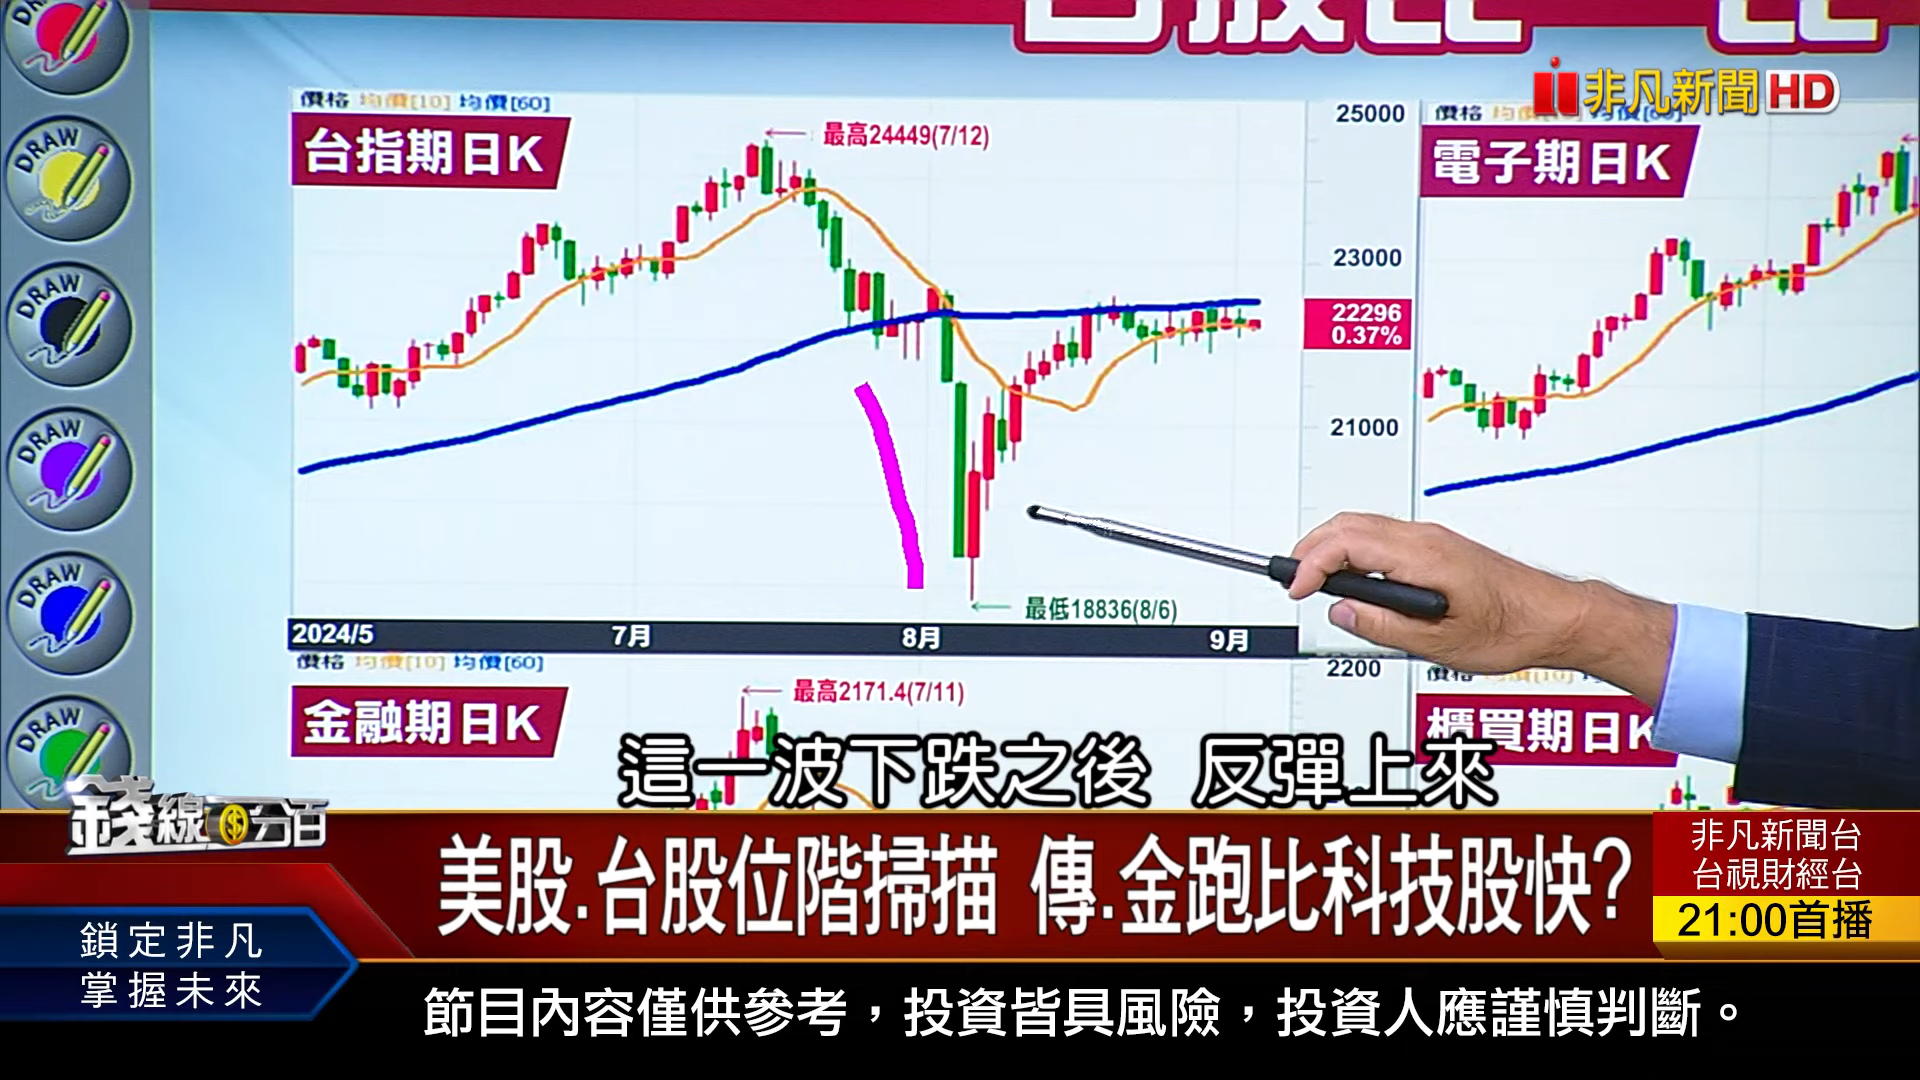 非凡新聞HD
DRAW
DRAW
DRAW
DRAW
DRAW
價格 均價[10] 均價[60]
台指期日K
最高24449(7/12)
25000
23000
22296
0.37%
21000
最低18836(8/6)
2024/5 7月 8月 9月
價格
電子期日K
價格 均價[10] 均價[60]
金融期日K
最高2171.4(7/11)
2200
櫃買期日K
這一波下跌之後 反彈上來
錢線百分百
美股.台股位階掃描 傳.金跑比科技股快?
非凡新聞台
台視財經台
21:00首播
鎖定非凡
掌握未來
節目內容僅供參考，投資皆具風險，投資人應謹慎判斷。